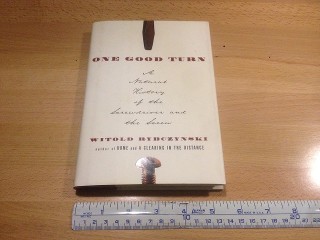 ONE GOOD TURN
A
Natural
History
of the
Screwdriver and
the Screw
WITOLD RYBCZYNSKI
AUTHOR OF HOME AND A CLEARING IN THE DISTANCE